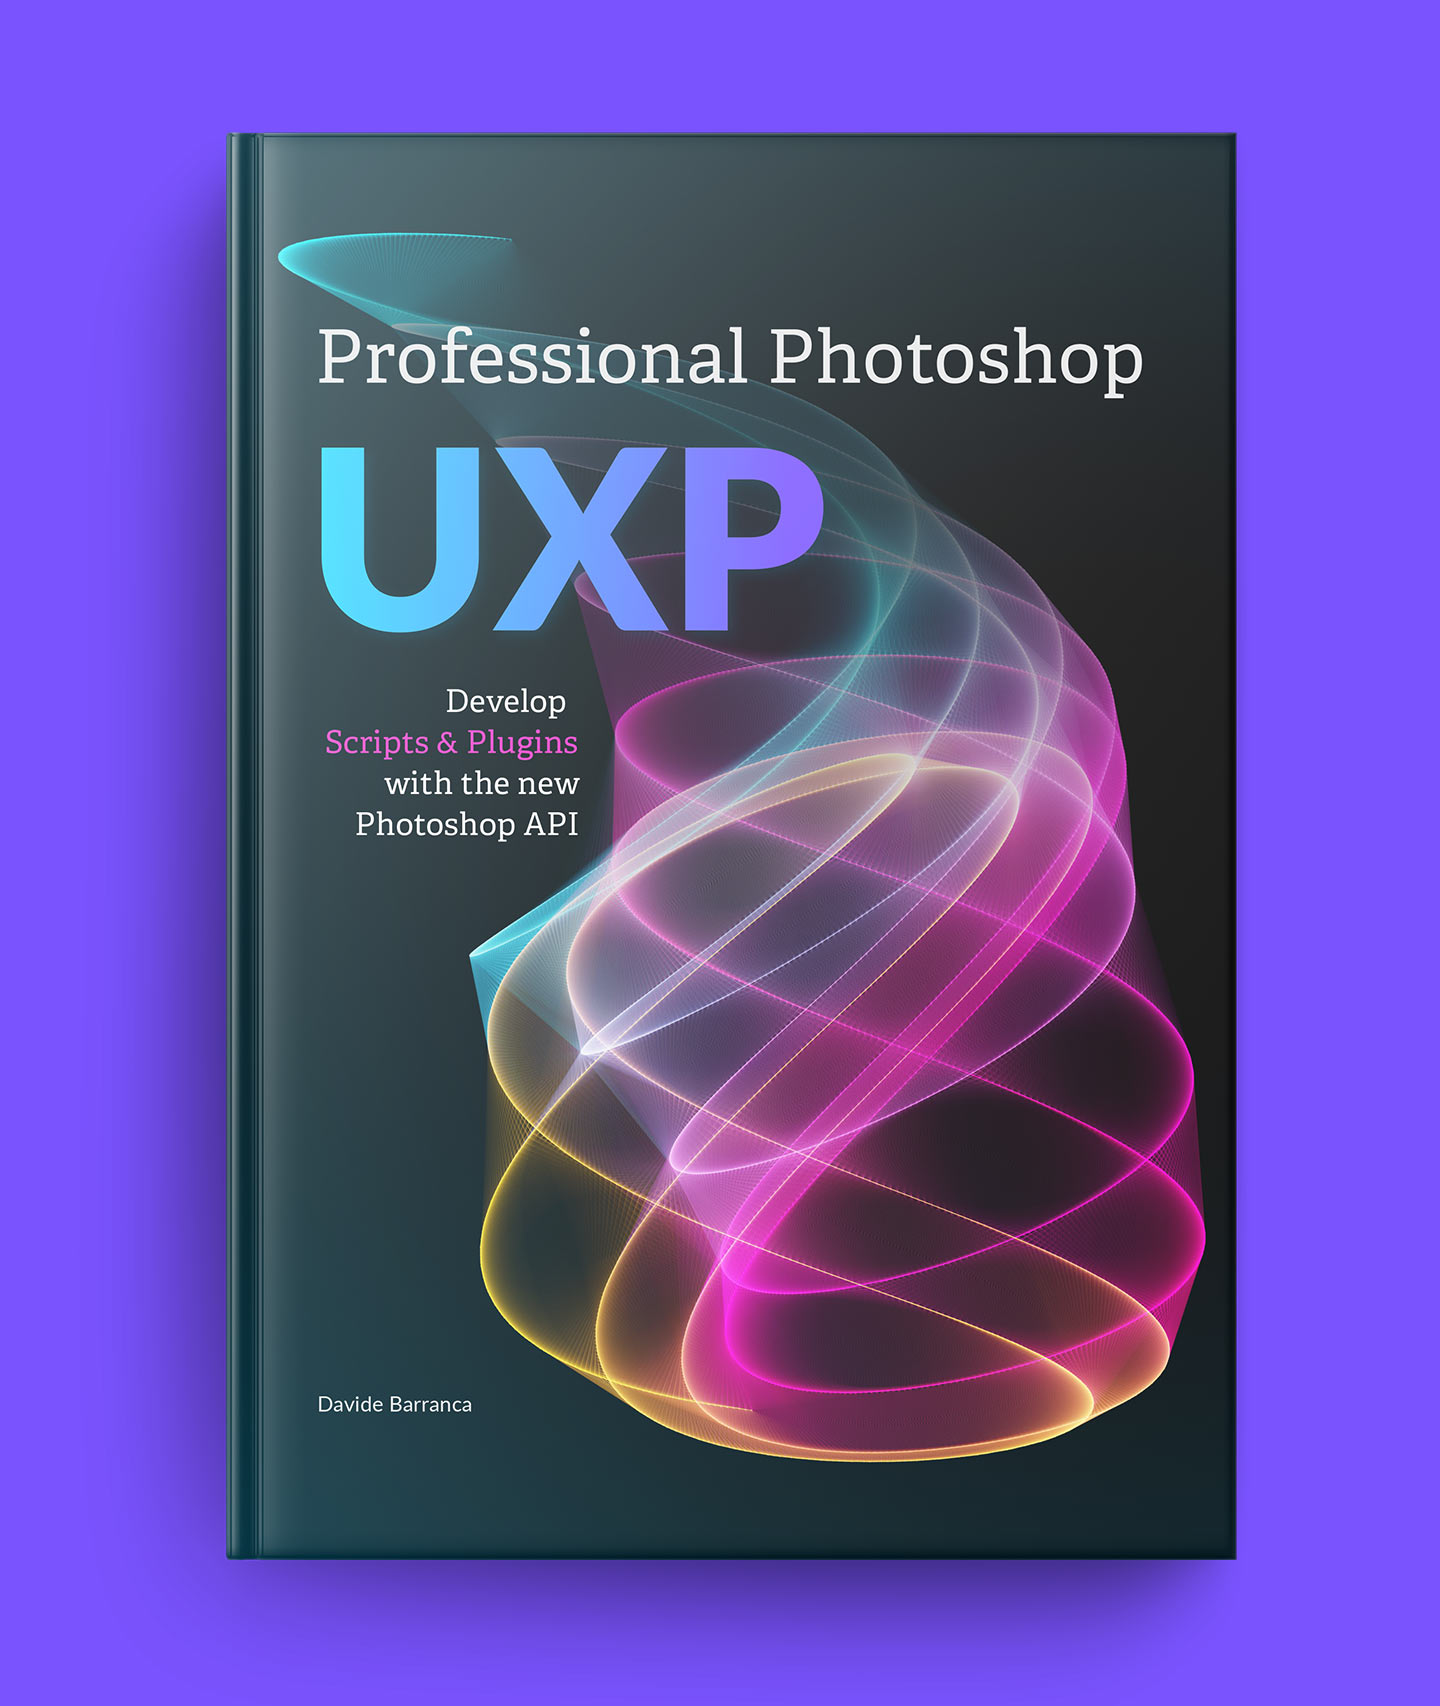 Professional Photoshop
UXP
Develop
Scripts & Plugins
with the new
Photoshop API
Davide Barranca